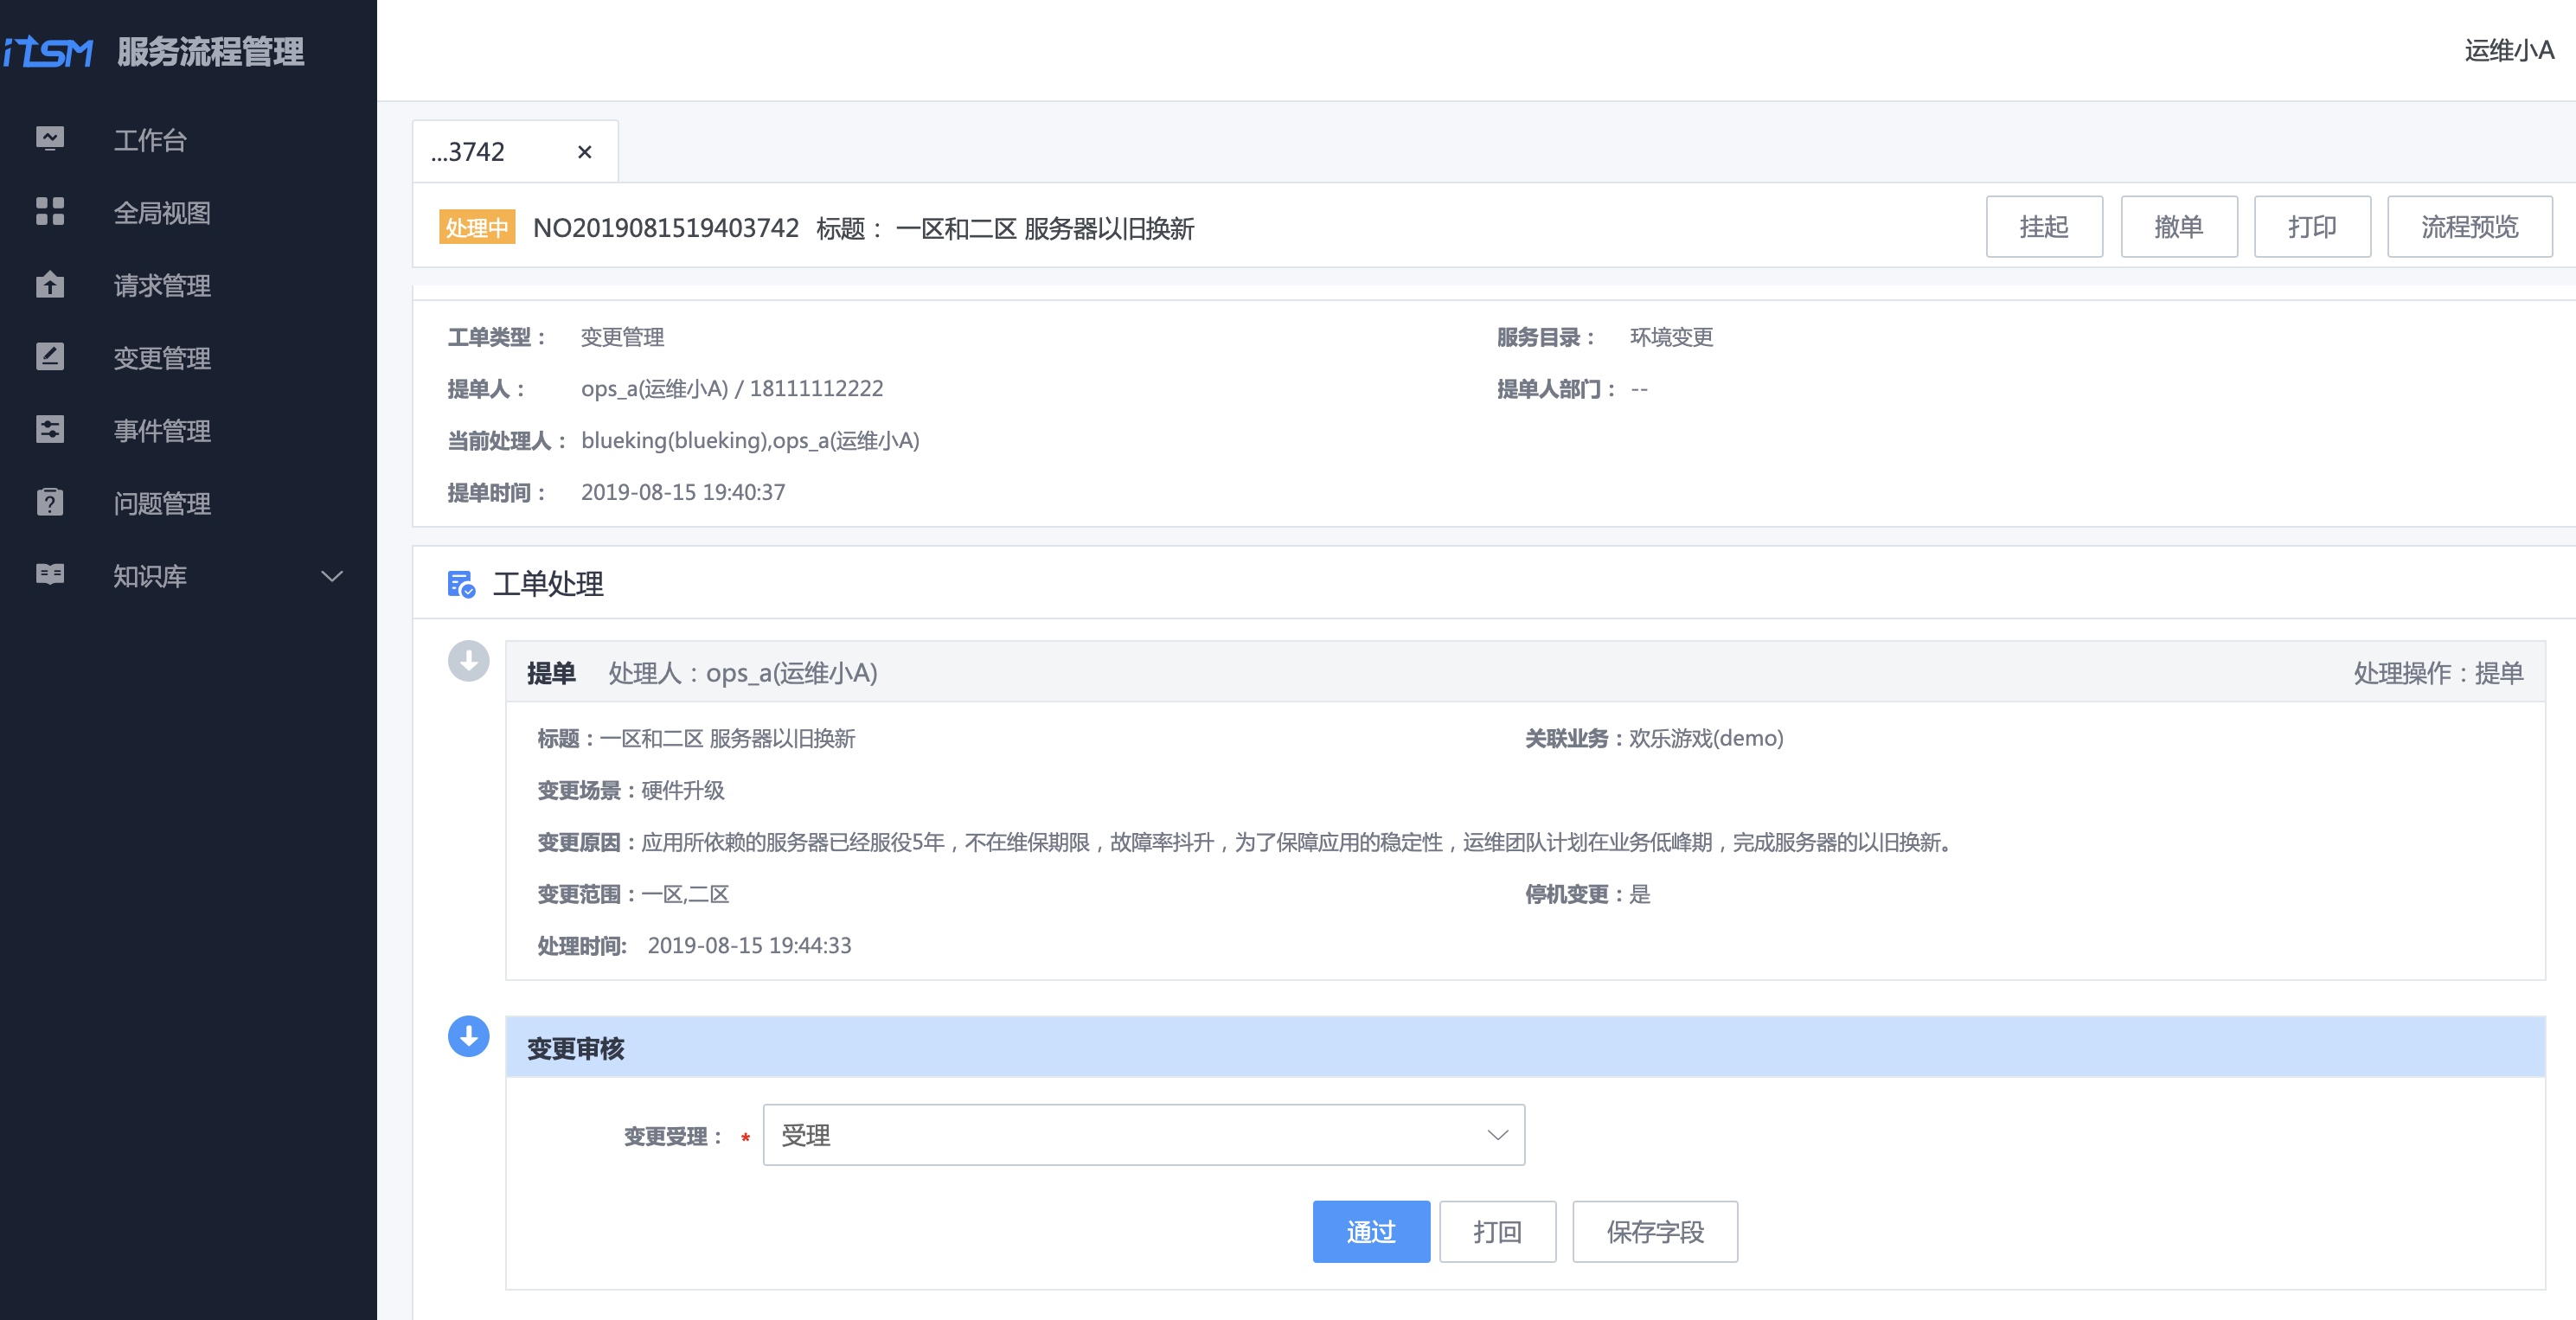 iTSM 服务流程管理
运维小A
工作台
全局视图
请求管理
变更管理
事件管理
问题管理
知识库
...3742 ×
处理中 NO2019081519403742 标题： 一区和二区 服务器以旧换新 挂起 撤单 打印 流程预览
工单类型： 变更管理 服务目录： 环境变更
提单人： ops_a(运维小A) / 18111112222 提单人部门： --
当前处理人： blueking(blueking),ops_a(运维小A)
提单时间： 2019-08-15 19:40:37
工单处理
提单 处理人：ops_a(运维小A) 处理操作：提单
标题：一区和二区 服务器以旧换新 关联业务：欢乐游戏(demo)
变更场景：硬件升级
变更原因：应用所依赖的服务器已经服役5年，不在维保期限，故障率抖升，为了保障应用的稳定性，运维团队计划在业务低峰期，完成服务器的以旧换新。
变更范围：一区,二区 停机变更：是
处理时间: 2019-08-15 19:44:33
变更审核
变更受理： * 受理
通过 打回 保存字段